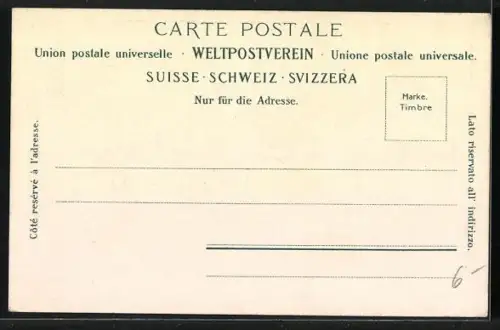 CARTE POSTALE
Union postale universelle · WELTPOSTVEREIN · Unione postale universale.
SUISSE · SCHWEIZ · SVIZZERA
Nur für die Adresse.
Marke.
Timbre
Côté resérvé à l'adresse.
Lato riservato all' indirizzo.
6-